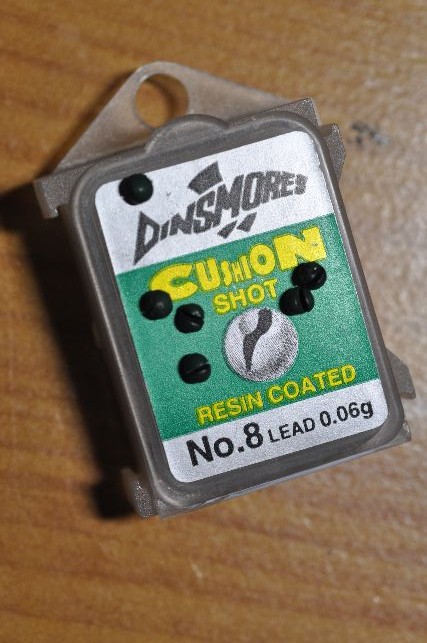 DINSMORES
CUSHION
SHOT
RESIN COATED
No.8 LEAD 0.06g